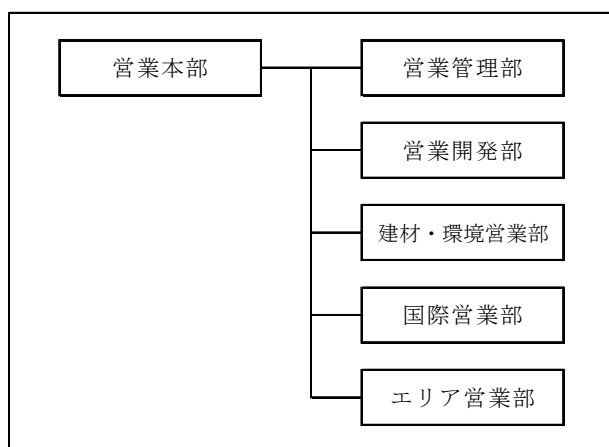 営業本部
営業管理部
営業開発部
建材・環境営業部
国際営業部
エリア営業部